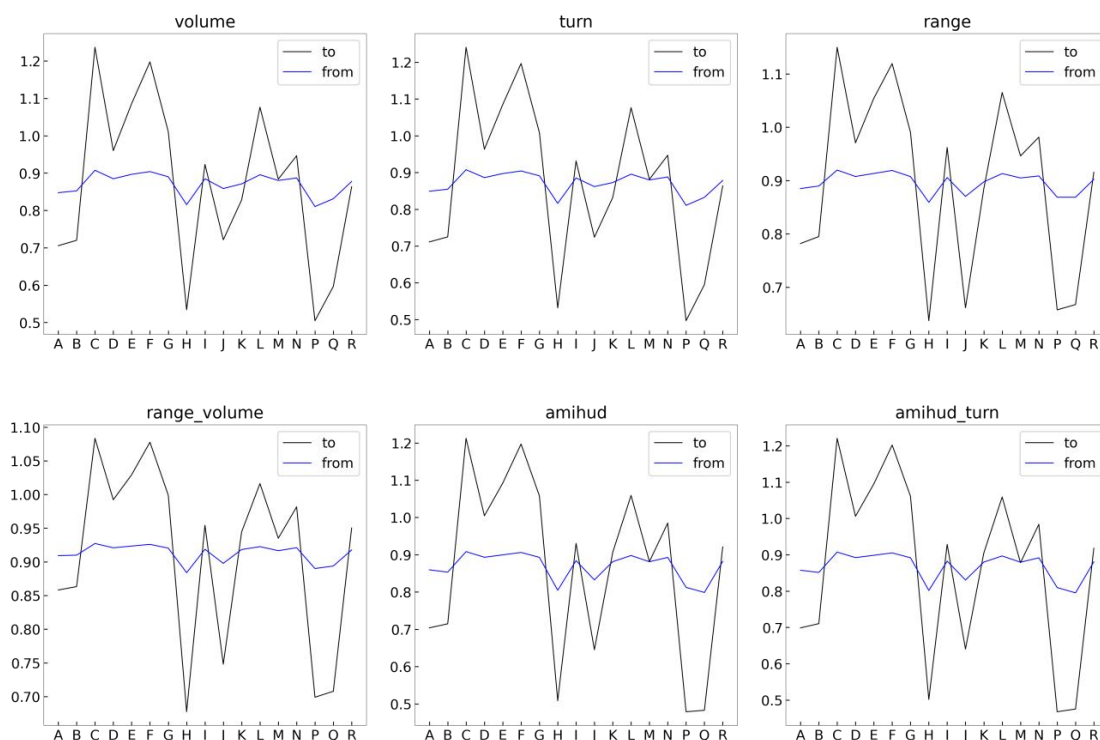 volume
to
from
1.2
1.1
1.0
0.9
0.8
0.7
0.6
0.5
A B C D E F G H I J K L M N P Q R
turn
to
from
1.2
1.1
1.0
0.9
0.8
0.7
0.6
0.5
A B C D E F G H I J K L M N P Q R
range
to
from
1.1
1.0
0.9
0.8
0.7
A B C D E F G H I J K L M N P Q R
range_volume
to
from
1.10
1.05
1.00
0.95
0.90
0.85
0.80
0.75
0.70
A B C D E F G H I J K L M N P Q R
amihud
to
from
1.2
1.1
1.0
0.9
0.8
0.7
0.6
0.5
A B C D E F G H I J K L M N P Q R
amihud_turn
to
from
1.2
1.1
1.0
0.9
0.8
0.7
0.6
0.5
A B C D E F G H I J K L M N P Q R